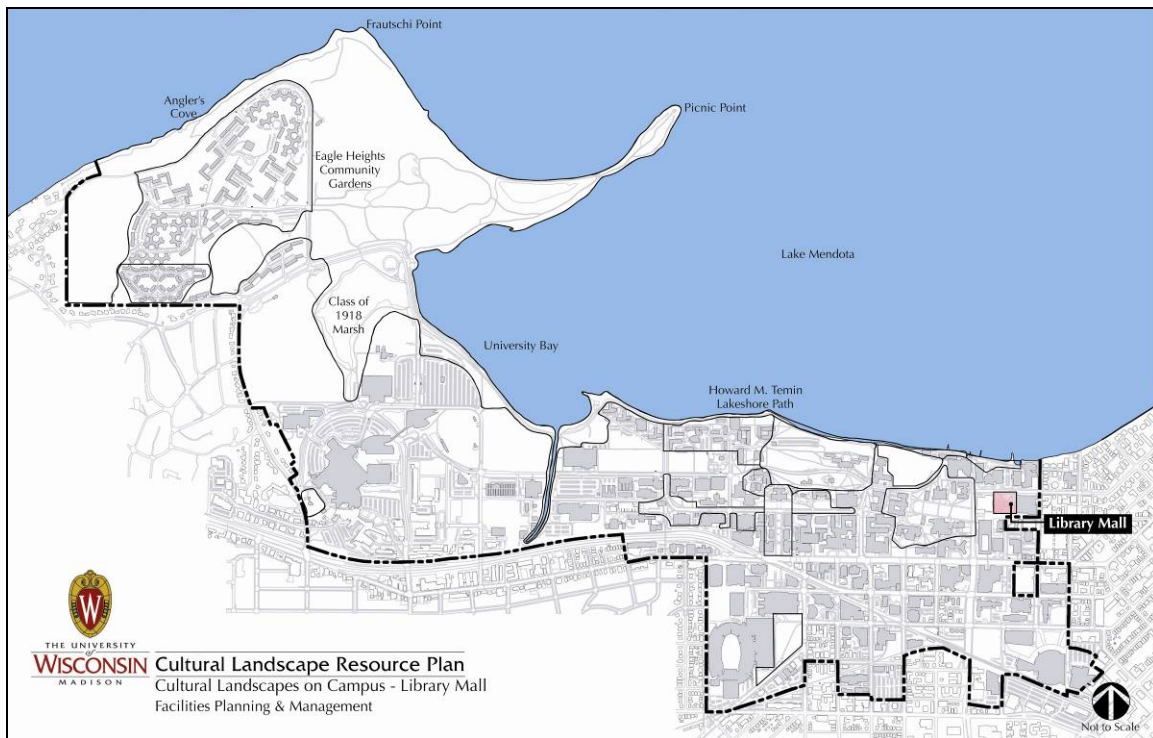 Frautschi Point
Angler's
Cove
Picnic Point
Eagle Heights
Community
Gardens
Lake Mendota
Class of
1918
Marsh
University Bay
Howard M. Temin
Lakeshore Path
Library Mall
W
THE UNIVERSITY
of
WISCONSIN
MADISON
Cultural Landscape Resource Plan
Cultural Landscapes on Campus - Library Mall
Facilities Planning & Management
Not to Scale